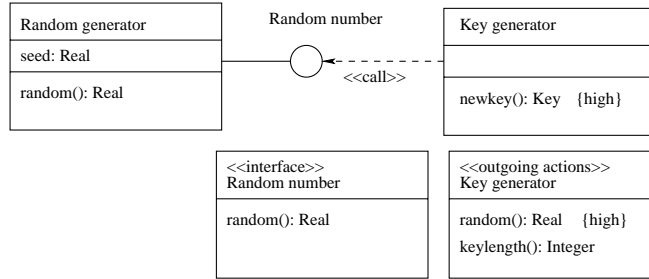 Random generator
seed: Real
random(): Real
Random number
<<call>>
Key generator
newkey(): Key {high}
<<interface>>
Random number
random(): Real
<<outgoing actions>>
Key generator
random(): Real {high}
keylength(): Integer